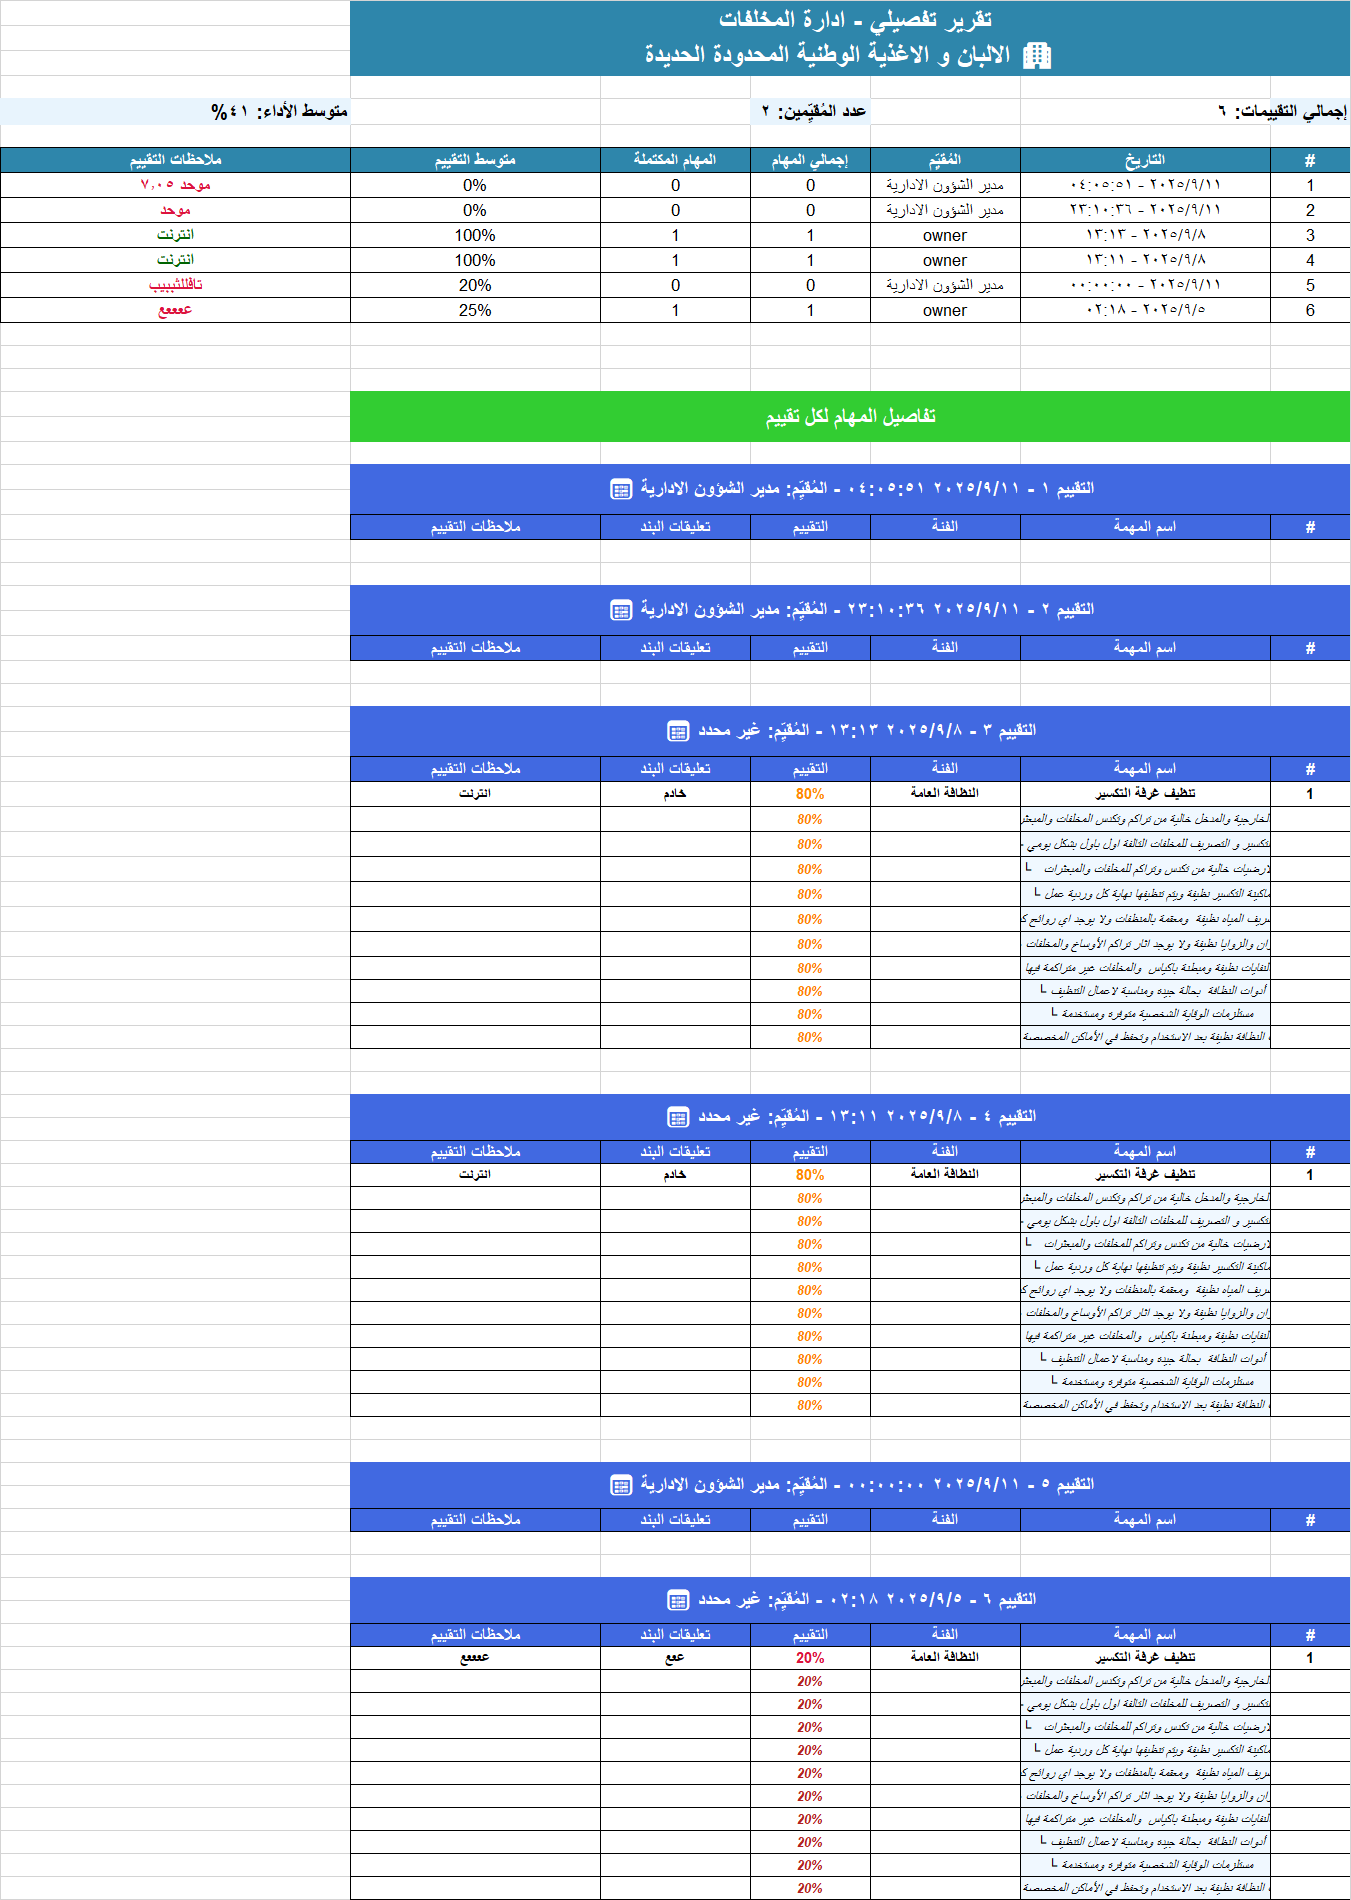 تقرير تفصيلي - ادارة المخلفات
الالبان و الاغذية الوطنية المحدودة الحديدة
إجمالي التقييمات: ٦ عدد المُقيّمين: ٢ متوسط الأداء: ٤١%
# التاريخ المُقيّم إجمالي المهام المهام المكتملة متوسط التقييم ملاحظات التقييم
1 ٢٠٢٥/٩/١١ - ٠٤:٠٥:٥١ مدير الشؤون الادارية 0 0 0% موحد ٧,٠٥
2 ٢٠٢٥/٩/١١ - ٢٣:١٠:٣٦ مدير الشؤون الادارية 0 0 0% موحد
3 ٢٠٢٥/٩/٨ - ١٣:١٣ owner 1 1 100% انترنت
4 ٢٠٢٥/٩/٨ - ١٣:١١ owner 1 1 100% انترنت
5 ٢٠٢٥/٩/١١ - ٠٠:٠٠:٠٠ مدير الشؤون الادارية 0 0 20%
6 ٢٠٢٥/٩/٥ - ٠٢:١٨ owner 1 1 25% عععع
تفاصيل المهام لكل تقييم
التقييم ١ - ٢٠٢٥/٩/١١ ٠٤:٠٥:٥١ - المُقيّم: مدير الشؤون الادارية
# اسم المهمة الفئة التقييم تعليقات البند ملاحظات التقييم
التقييم ٢ - ٢٠٢٥/٩/١١ ٢٣:١٠:٣٦ - المُقيّم: مدير الشؤون الادارية
# اسم المهمة الفئة التقييم تعليقات البند ملاحظات التقييم
التقييم ٣ - ٢٠٢٥/٩/٨ ١٣:١٣ - المُقيّم: غير محدد
# اسم المهمة الفئة التقييم تعليقات البند ملاحظات التقييم
1 تنظيف غرفة التكسير النظافة العامة 80% خادم انترنت
لخارجية والمدخل خالية من تراكم وتكدس المخلفات والمبعثر 80%
تكسير و التصريف للمخلفات التالفة اول باول بشكل يومي 80%
لارضيات خالية من تكدس وتراكم للمخلفات والمبعثرات └ 80%
ماكينة التكسير نظيفة ويتم تنظيفها نهاية كل وردية عمل └ 80%
ريف المياه نظيفة ومعقمة بالمنظفات ولا يوجد اي روائح ك 80%
ران والزوايا نظيفة ولا يوجد اثار تراكم الأوساخ والمخلفات 80%
لنفايات نظيفة ومبطنة باكياس والمخلفات غير متراكمة فيها 80%
أدوات النظافة بحالة جيده ومناسبة لاعمال التنظيف └ 80%
مستلزمات الوقاية الشخصية متوفره ومستخدمة └ 80%
النظافة نظيفة بعد الاستخدام وتحفظ في الأماكن المخصصة 80%
التقييم ٤ - ٢٠٢٥/٩/٨ ١٣:١١ - المُقيّم: غير محدد
# اسم المهمة الفئة التقييم تعليقات البند ملاحظات التقييم
1 تنظيف غرفة التكسير النظافة العامة 80% خادم انترنت
لخارجية والمدخل خالية من تراكم وتكدس المخلفات والمبعثر 80%
تكسير و التصريف للمخلفات التالفة اول باول بشكل يومي 80%
لارضيات خالية من تكدس وتراكم للمخلفات والمبعثرات └ 80%
ماكينة التكسير نظيفة ويتم تنظيفها نهاية كل وردية عمل └ 80%
ريف المياه نظيفة ومعقمة بالمنظفات ولا يوجد اي روائح ك 80%
ران والزوايا نظيفة ولا يوجد اثار تراكم الأوساخ والمخلفات 80%
لنفايات نظيفة ومبطنة باكياس والمخلفات غير متراكمة فيها 80%
أدوات النظافة بحالة جيده ومناسبة لاعمال التنظيف └ 80%
مستلزمات الوقاية الشخصية متوفره ومستخدمة └ 80%
النظافة نظيفة بعد الاستخدام وتحفظ في الأماكن المخصصة 80%
التقييم ٥ - ٢٠٢٥/٩/١١ ٠٠:٠٠:٠٠ - المُقيّم: مدير الشؤون الادارية
# اسم المهمة الفئة التقييم تعليقات البند ملاحظات التقييم
التقييم ٦ - ٢٠٢٥/٩/٥ ٠٢:١٨ - المُقيّم: غير محدد
# اسم المهمة الفئة التقييم تعليقات البند ملاحظات التقييم
1 تنظيف غرفة التكسير النظافة العامة 20% ععع عععع
لخارجية والمدخل خالية من تراكم وتكدس المخلفات والمبعثر 20%
تكسير و التصريف للمخلفات التالفة اول باول بشكل يومي 20%
لارضيات خالية من تكدس وتراكم للمخلفات والمبعثرات └ 20%
ماكينة التكسير نظيفة ويتم تنظيفها نهاية كل وردية عمل └ 20%
ريف المياه نظيفة ومعقمة بالمنظفات ولا يوجد اي روائح ك 20%
ران والزوايا نظيفة ولا يوجد اثار تراكم الأوساخ والمخلفات 20%
لنفايات نظيفة ومبطنة باكياس والمخلفات غير متراكمة فيها 20%
أدوات النظافة بحالة جيده ومناسبة لاعمال التنظيف └ 20%
مستلزمات الوقاية الشخصية متوفره ومستخدمة └ 20%
النظافة نظيفة بعد الاستخدام وتحفظ في الأماكن المخصصة 20%